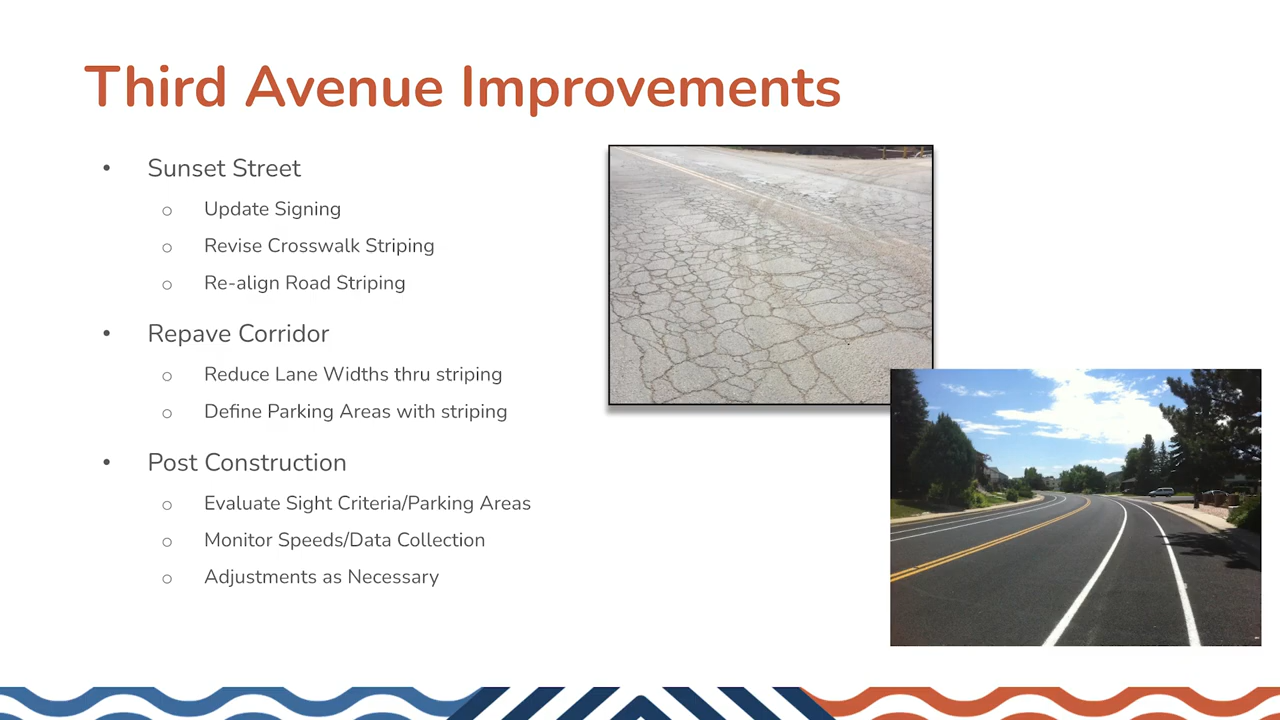 Third Avenue Improvements
• Sunset Street
o Update Signing
o Revise Crosswalk Striping
o Re-align Road Striping
• Repave Corridor
o Reduce Lane Widths thru striping
o Define Parking Areas with striping
• Post Construction
o Evaluate Sight Criteria/Parking Areas
o Monitor Speeds/Data Collection
o Adjustments as Necessary